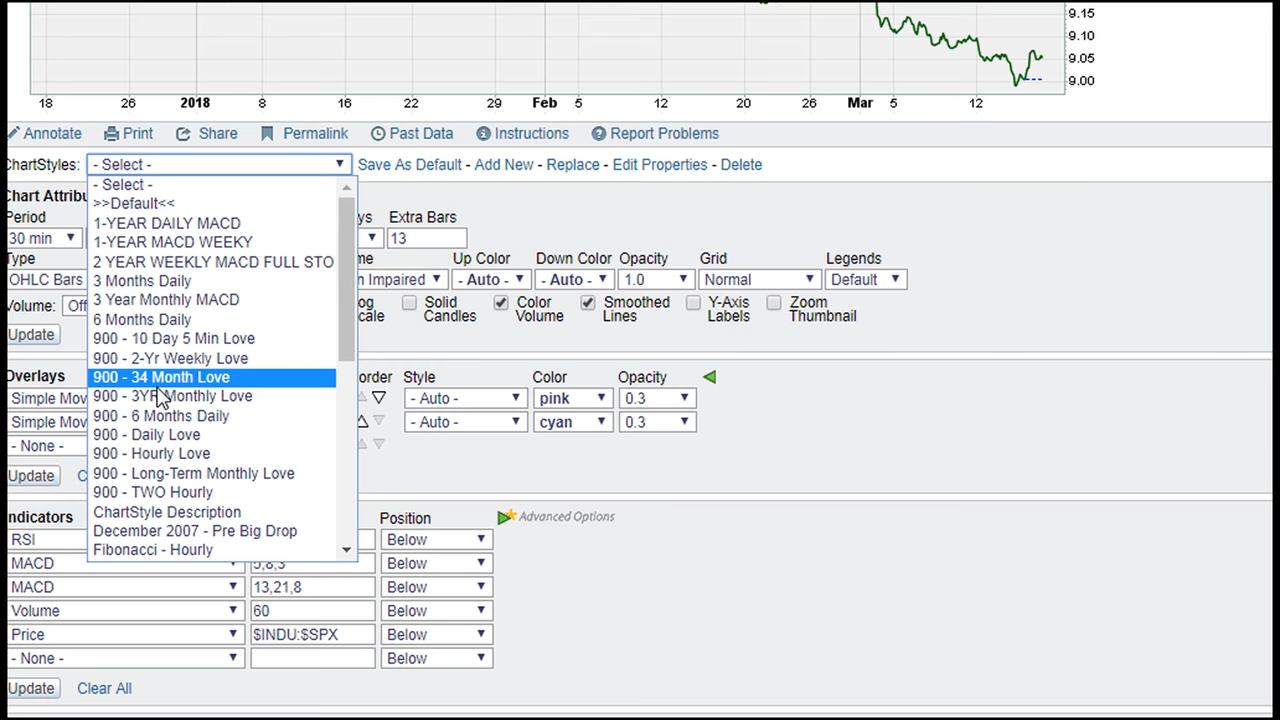 9.15
9.10
9.05
9.00
18 26 2018 8 16 22 29 Feb 5 12 20 26 Mar 5 12
Annotate Print Share Permalink Past Data Instructions Report Problems
ChartStyles: - Select - Save As Default - Add New - Replace - Edit Properties - Delete
- Select -
>>Default<<
1-YEAR DAILY MACD
1-YEAR MACD WEEKY
2 YEAR WEEKLY MACD FULL STO
3 Months Daily
3 Year Monthly MACD
6 Months Daily
900 - 10 Day 5 Min Love
900 - 2-Yr Weekly Love
900 - 34 Month Love
900 - 3YR Monthly Love
900 - 6 Months Daily
900 - Daily Love
900 - Hourly Love
900 - Long-Term Monthly Love
900 - TWO Hourly
ChartStyle Description
December 2007 - Pre Big Drop
Fibonacci - Hourly
Chart Attribu
Period ys Extra Bars
30 min 13
Type me Up Color Down Color Opacity Grid Legends
OHLC Bars n Impaired - Auto - - Auto - 1.0 Normal Default
Volume: Off og Solid Color Smoothed Y-Axis Zoom
cale Candles Volume Lines Labels Thumbnail
Update
Overlays order Style Color Opacity
Simple Mov - Auto - pink 0.3
Simple Mov - Auto - cyan 0.3
- None -
Update C
ndicators Position Advanced Options
RSI Below
MACD 5,8,3 Below
MACD 13,21,8 Below
Volume 60 Below
Price $INDU:$SPX Below
- None - Below
Update Clear All